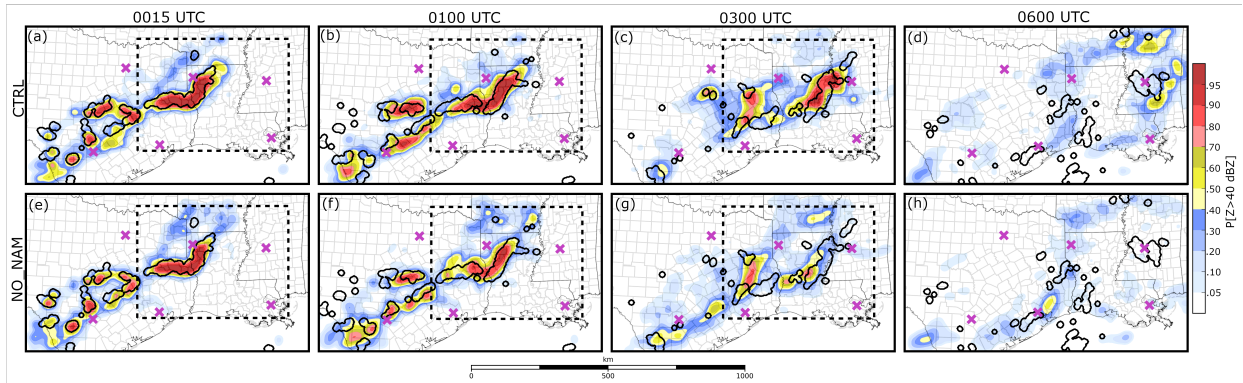 0015 UTC 0100 UTC 0300 UTC 0600 UTC
CTRL
(a) (b) (c) (d)
NO_NAM
(e) (f) (g) (h)
.95
.90
.80
.70
.60
.50
.40
.30
.20
.10
.05
P[Z>40 dBZ]
km
0 500 1000